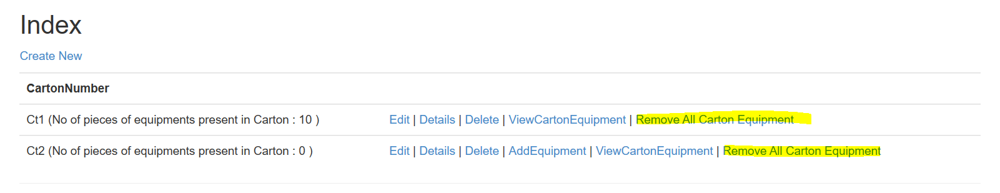 Index
Create New
CartonNumber
Ct1 (No of pieces of equipments present in Carton : 10 ) Edit | Details | Delete | ViewCartonEquipment | Remove All Carton Equipment
Ct2 (No of pieces of equipments present in Carton : 0 ) Edit | Details | Delete | AddEquipment | ViewCartonEquipment | Remove All Carton Equipment